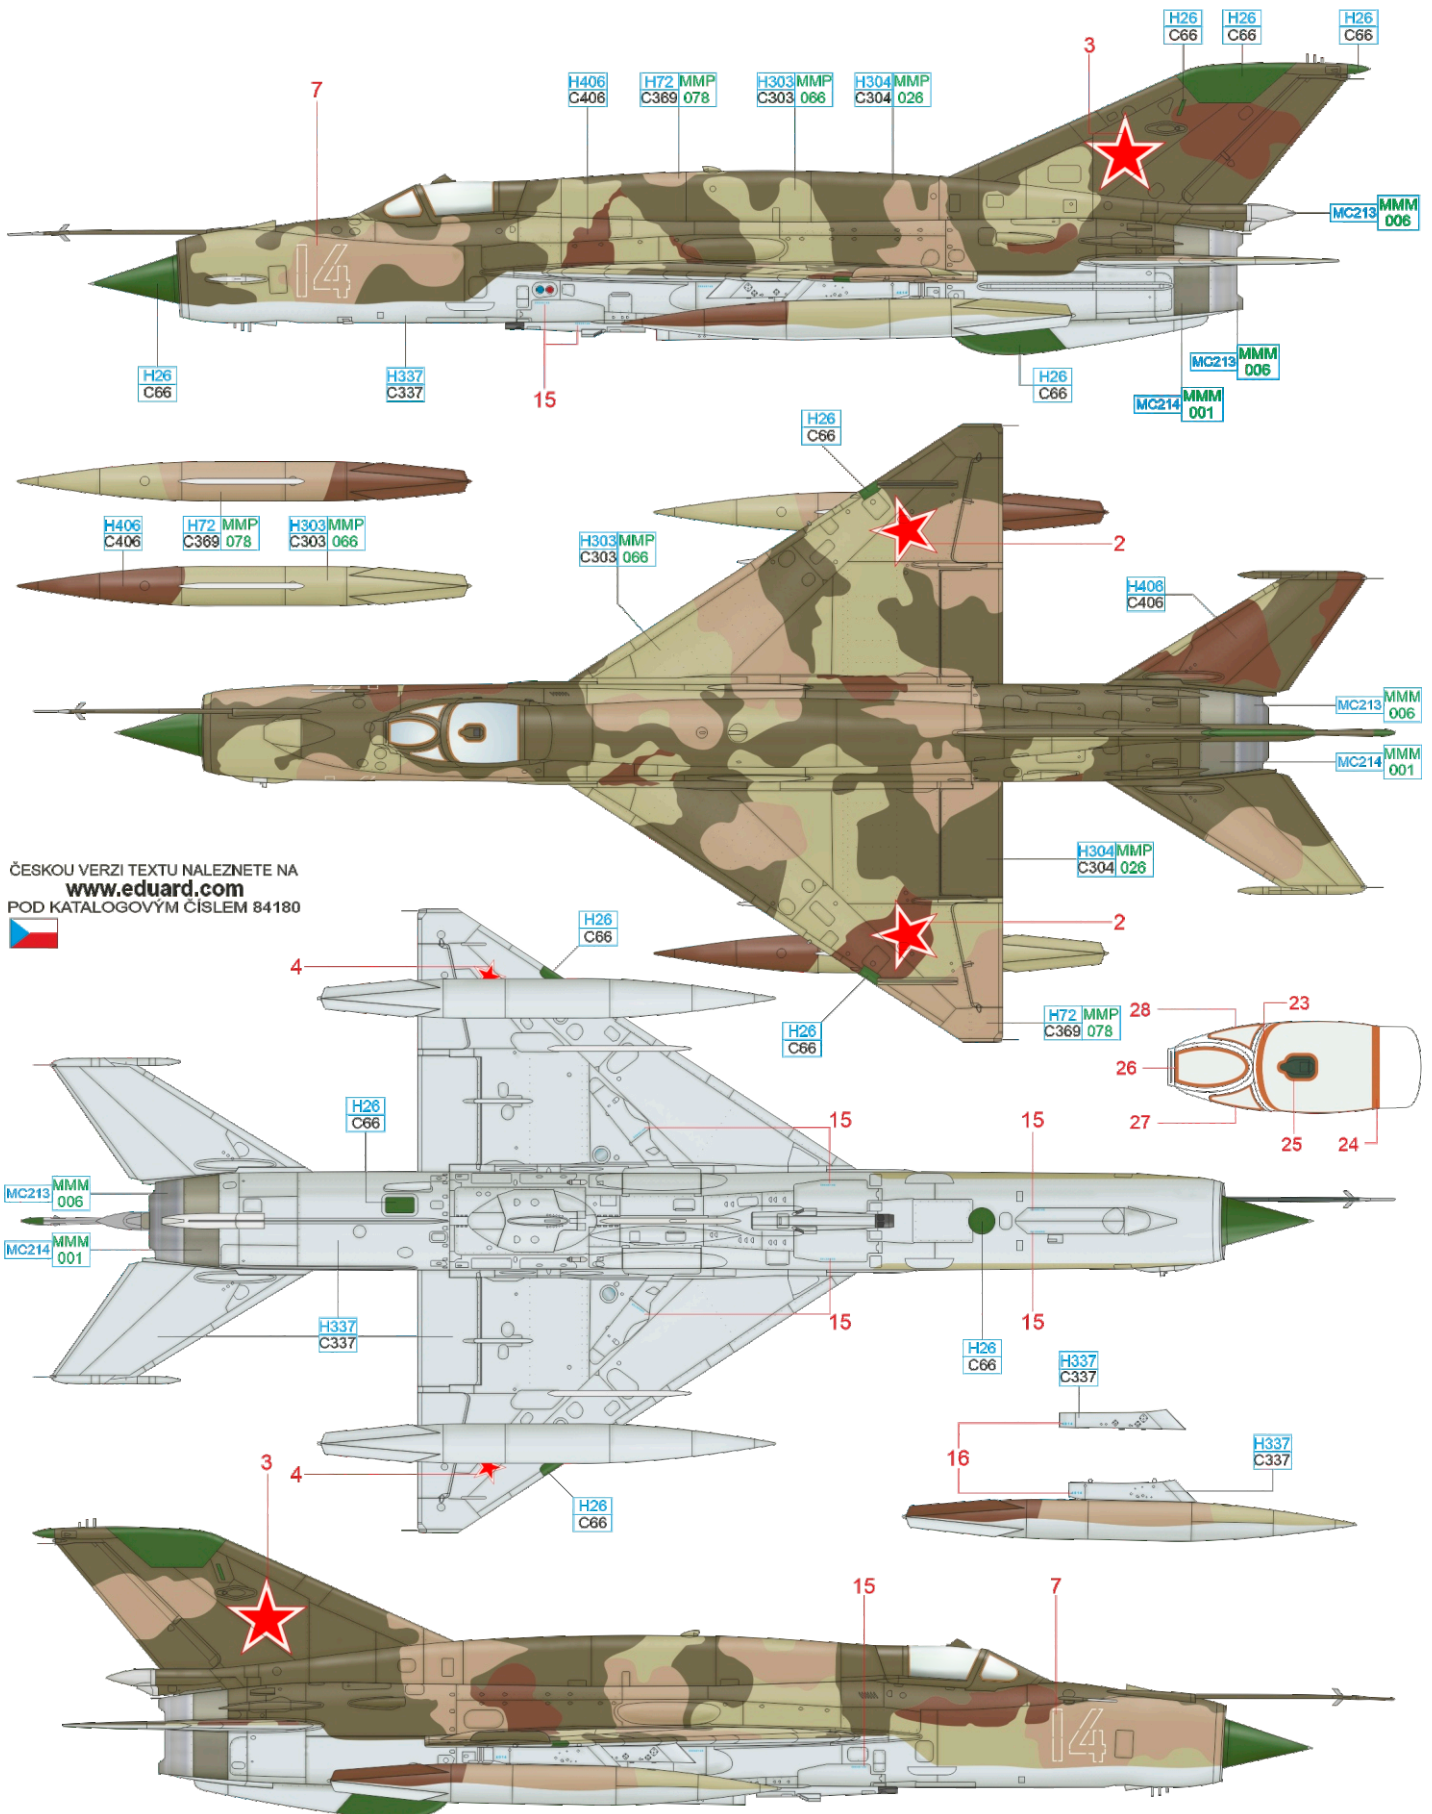 H26
C66
H26
C66
H26
C66
3
7
H406
C406
H72 MMP
C369 078
H303 MMP
C303 066
H304 MMP
C304 026
14
MC213 MMM
006
H26
C66
H337
C337
15
H26
C66
MC213 MMM
006
MC214 MMM
001
H26
C66
H406
C406
H72 MMP
C369 078
H303 MMP
C303 066
H303 MMP
C303 066
2
H406
C406
MC213 MMM
006
MC214 MMM
001
H304 MMP
C304 026
ČESKOU VERZI TEXTU NALEZNETE NA
www.eduard.com
POD KATALOGOVÝM ČÍSLEM 84180
2
H26
C66
4
H26
C66
H72 MMP
C369 078
28
23
26
27
25
24
H26
C66
15
15
MC213 MMM
006
MC214 MMM
001
H337
C337
15
15
H26
C66
H337
C337
16
H337
C337
3
4
H26
C66
15
7
14